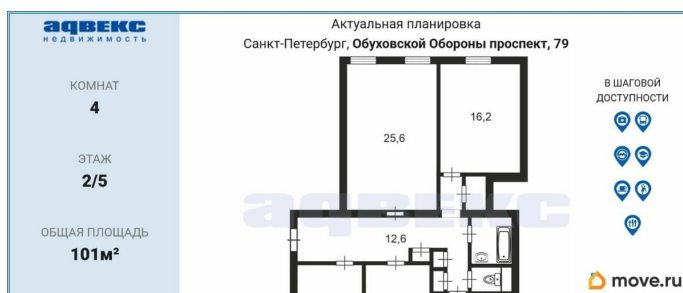 адвекс
НЕДВИЖИМОСТЬ
КОМНАТ
4
ЭТАЖ
2/5
ОБЩАЯ ПЛОЩАДЬ
101м²
Актуальная планировка
Санкт-Петербург, Обуховской Обороны проспект, 79
25,6
16,2
адвекс
12,6
В ШАГОВОЙ
ДОСТУПНОСТИ
move.ru